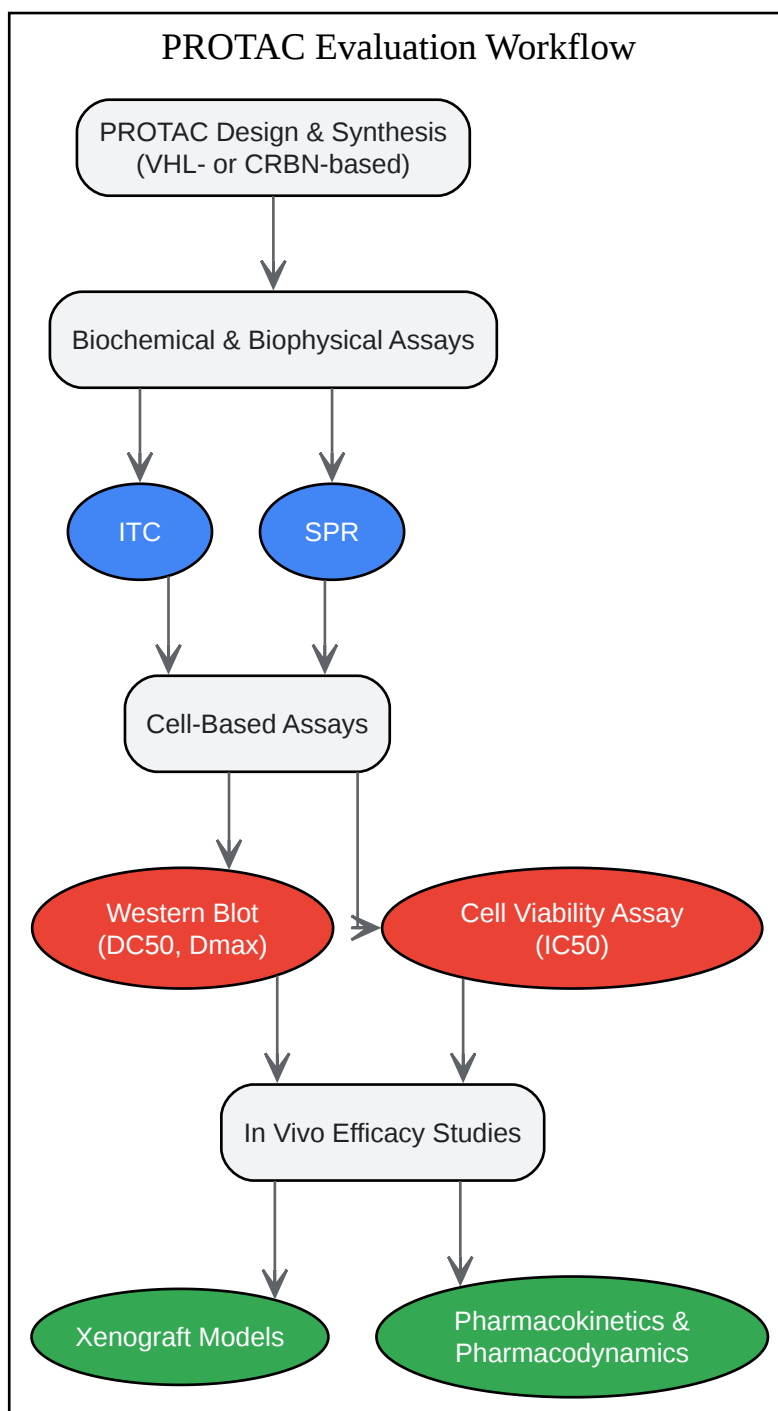 PROTAC Evaluation Workflow
PROTAC Design & Synthesis
(VHL- or CRBN-based)
Biochemical & Biophysical Assays
ITC
SPR
Cell-Based Assays
Western Blot
(DC50, Dmax)
Cell Viability Assay
(IC50)
In Vivo Efficacy Studies
Xenograft Models
Pharmacokinetics &
Pharmacodynamics